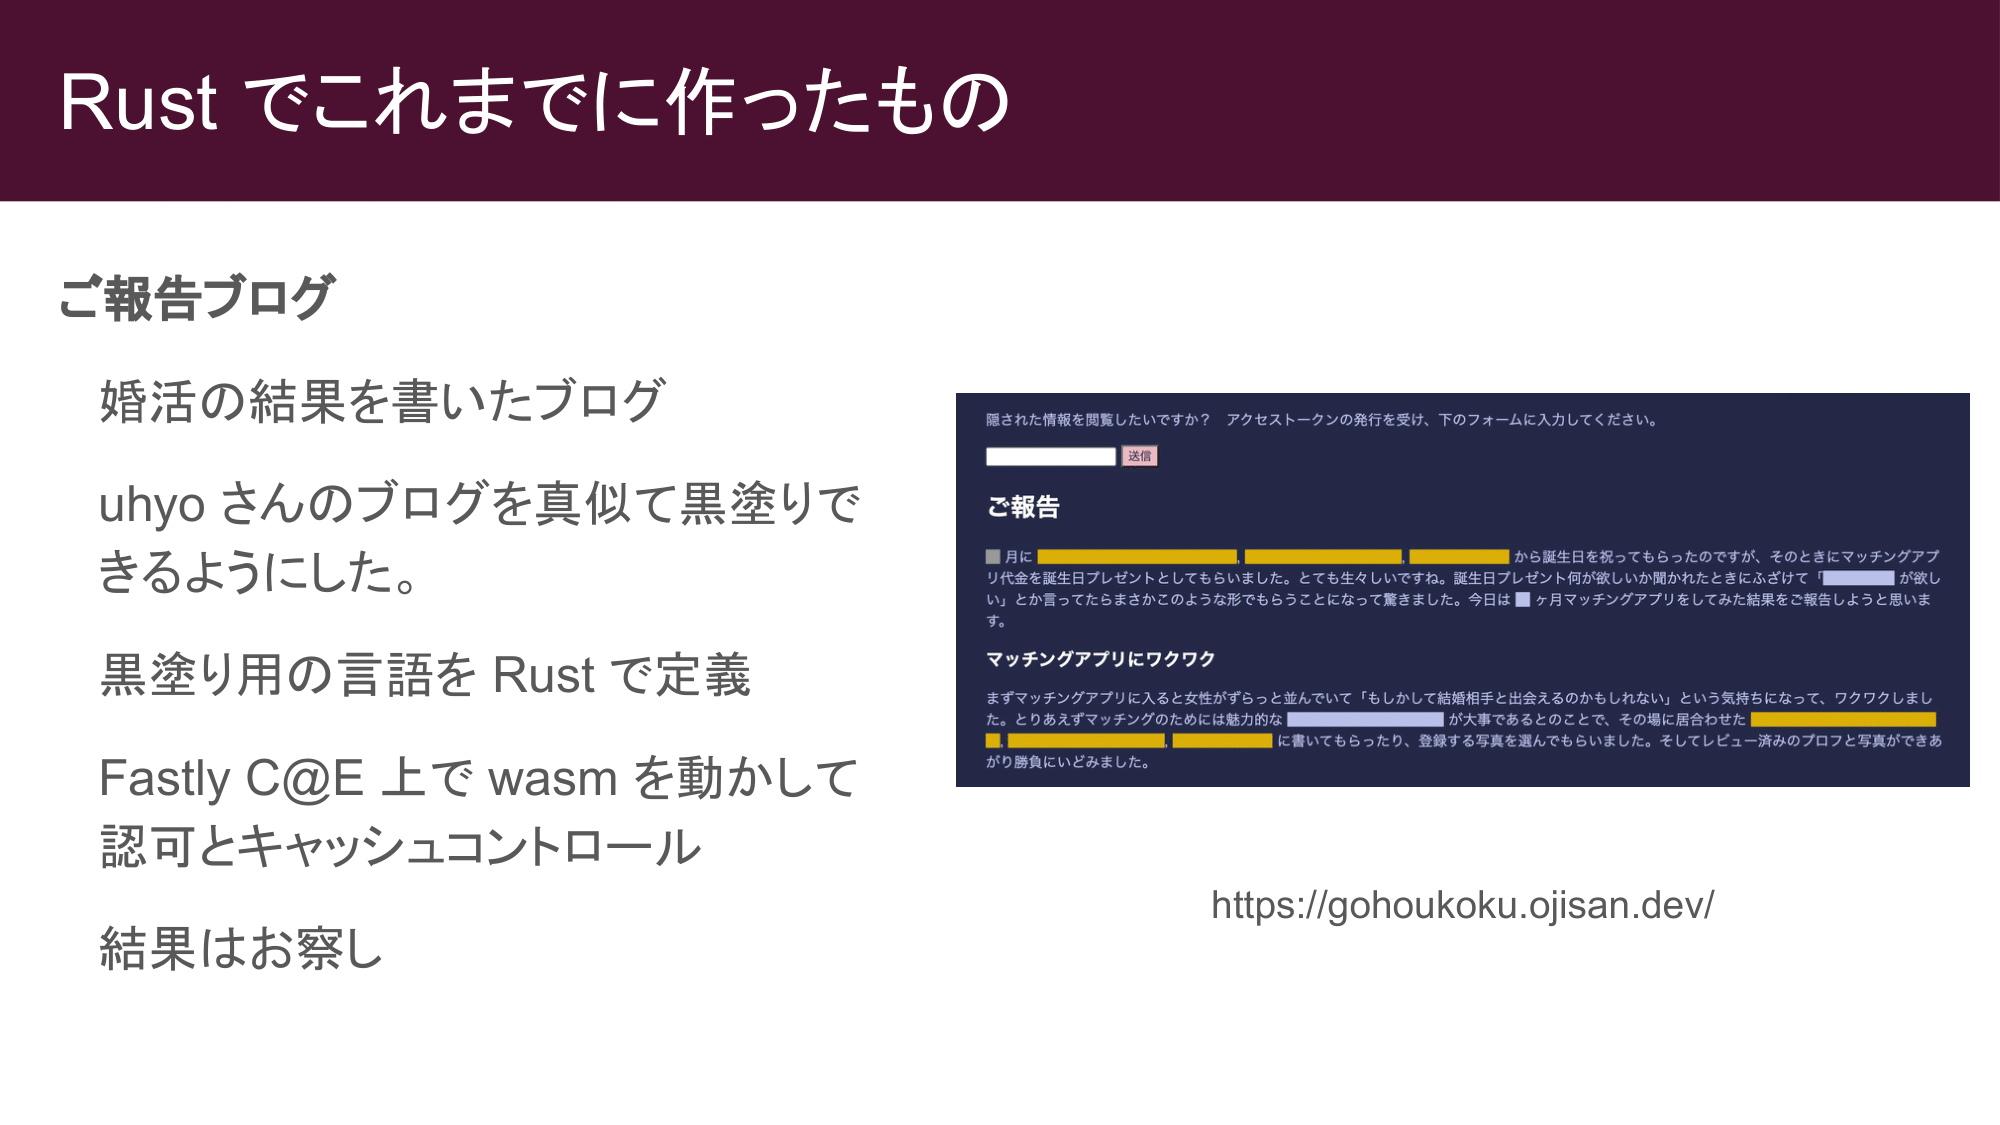 Rust でこれまでに作ったもの
ご報告ブログ
婚活の結果を書いたブログ
uhyo さんのブログを真似て黒塗りで
きるようにした。
黒塗り用の言語を Rust で定義
Fastly C@E 上で wasm を動かして
認可とキャッシュコントロール
結果はお察し
隠された情報を閲覧したいですか？　アクセストークンの発行を受け、下のフォームに入力してください。
送信
ご報告
月に , , から誕生日を祝ってもらったのですが、そのときにマッチングアプ
リ代金を誕生日プレゼントとしてもらいました。とても生々しいですね。誕生日プレゼント何が欲しいか聞かれたときにふざけて「 が欲し
い」とか言ってたらまさかこのような形でもらうことになって驚きました。今日は ヶ月マッチングアプリをしてみた結果をご報告しようと思いま
す。
マッチングアプリにワクワク
まずマッチングアプリに入ると女性がずらっと並んでいて「もしかして結婚相手と出会えるのかもしれない」という気持ちになって、ワクワクしまし
た。とりあえずマッチングのためには魅力的な が大事であるとのことで、その場に居合わせた
, , に書いてもらったり、登録する写真を選んでもらいました。そしてレビュー済みのプロフと写真ができあ
がり勝負にいどみました。
https://gohoukoku.ojisan.dev/